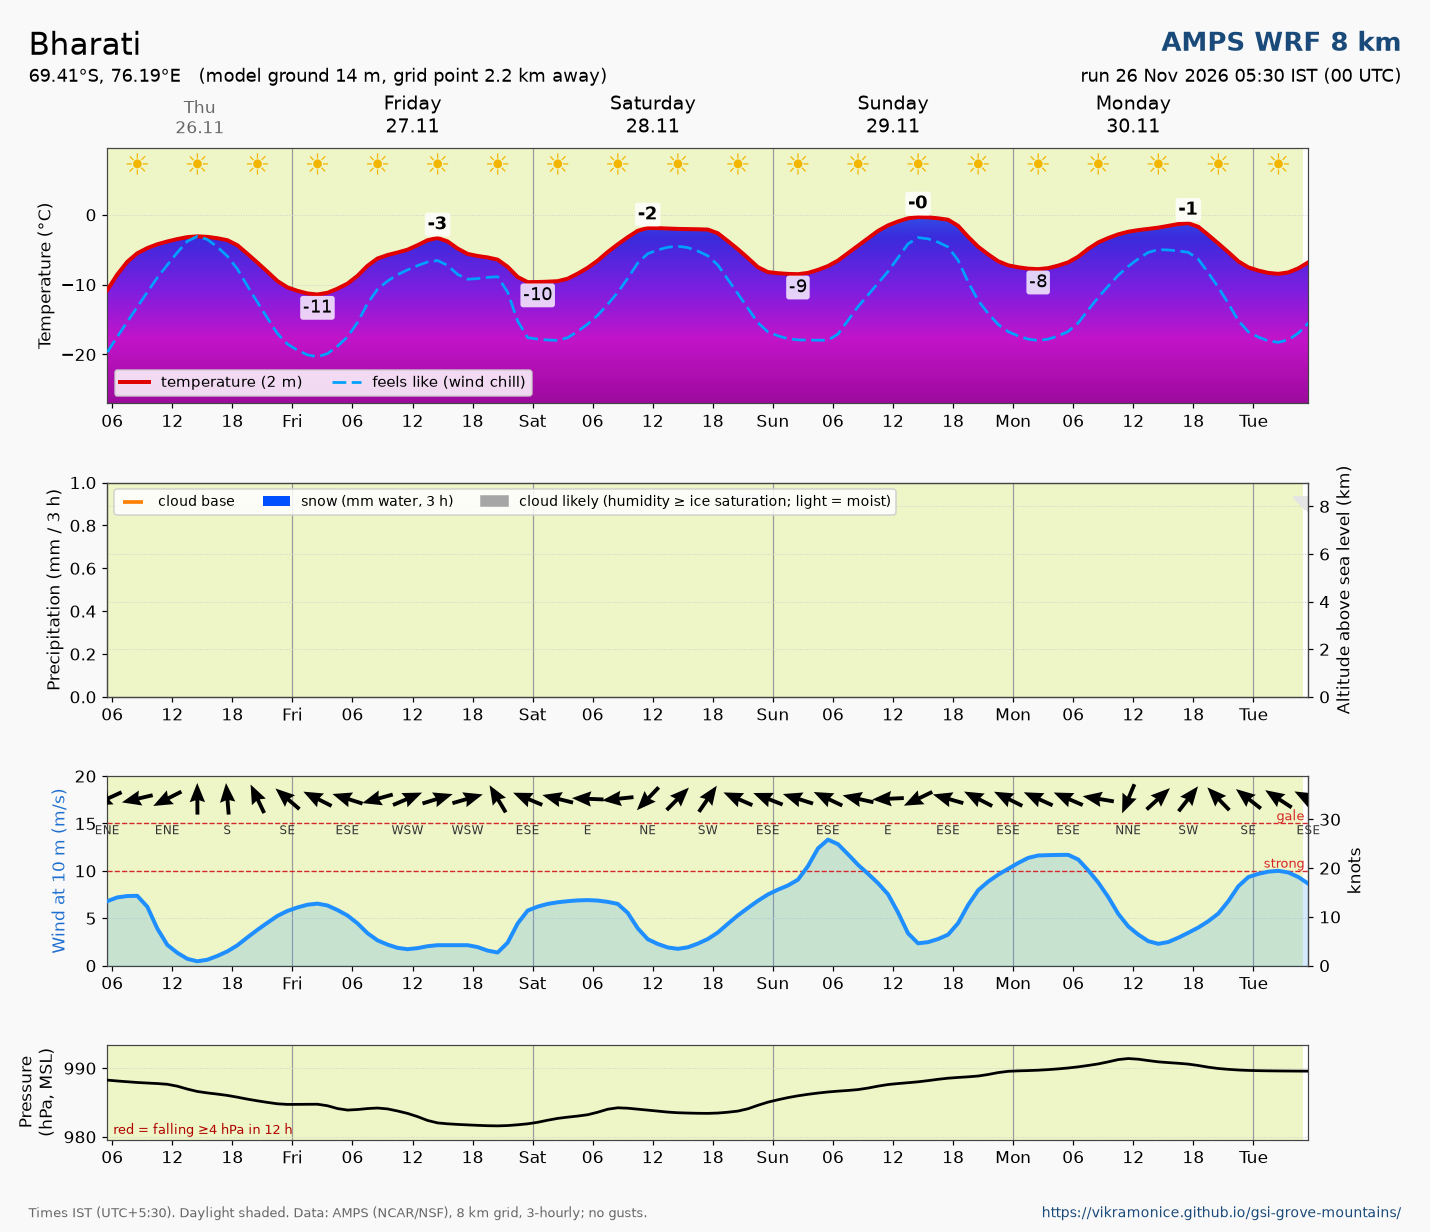 Bharati
AMPS WRF 8 km
69.41°S, 76.19°E (model ground 14 m, grid point 2.2 km away)
run 26 Nov 2026 05:30 IST (00 UTC)
Thu Friday Saturday Sunday Monday
26.11 27.11 28.11 29.11 30.11
Temperature (°C)
0
−10
−20
-3 -2 -0 -1
-11 -10 -9 -8
temperature (2 m) feels like (wind chill)
06 12 18 Fri 06 12 18 Sat 06 12 18 Sun 06 12 18 Mon 06 12 18 Tue
Precipitation (mm / 3 h)
1.0
0.8
0.6
0.4
0.2
0.0
cloud base snow (mm water, 3 h) cloud likely (humidity ≥ ice saturation; light = moist)
8
6
4
2
0
Altitude above sea level (km)
06 12 18 Fri 06 12 18 Sat 06 12 18 Sun 06 12 18 Mon 06 12 18 Tue
Wind at 10 m (m/s)
20
15
10
5
0
ENE ENE S SE ESE WSW WSW ESE E NE SW ESE ESE E ESE ESE ESE NNE SW SE ESE
gale
strong
30
20
10
0
knots
06 12 18 Fri 06 12 18 Sat 06 12 18 Sun 06 12 18 Mon 06 12 18 Tue
Pressure
(hPa, MSL)
990
980
red = falling ≥4 hPa in 12 h
06 12 18 Fri 06 12 18 Sat 06 12 18 Sun 06 12 18 Mon 06 12 18 Tue
Times IST (UTC+5:30). Daylight shaded. Data: AMPS (NCAR/NSF), 8 km grid, 3-hourly; no gusts.
https://vikramonice.github.io/gsi-grove-mountains/